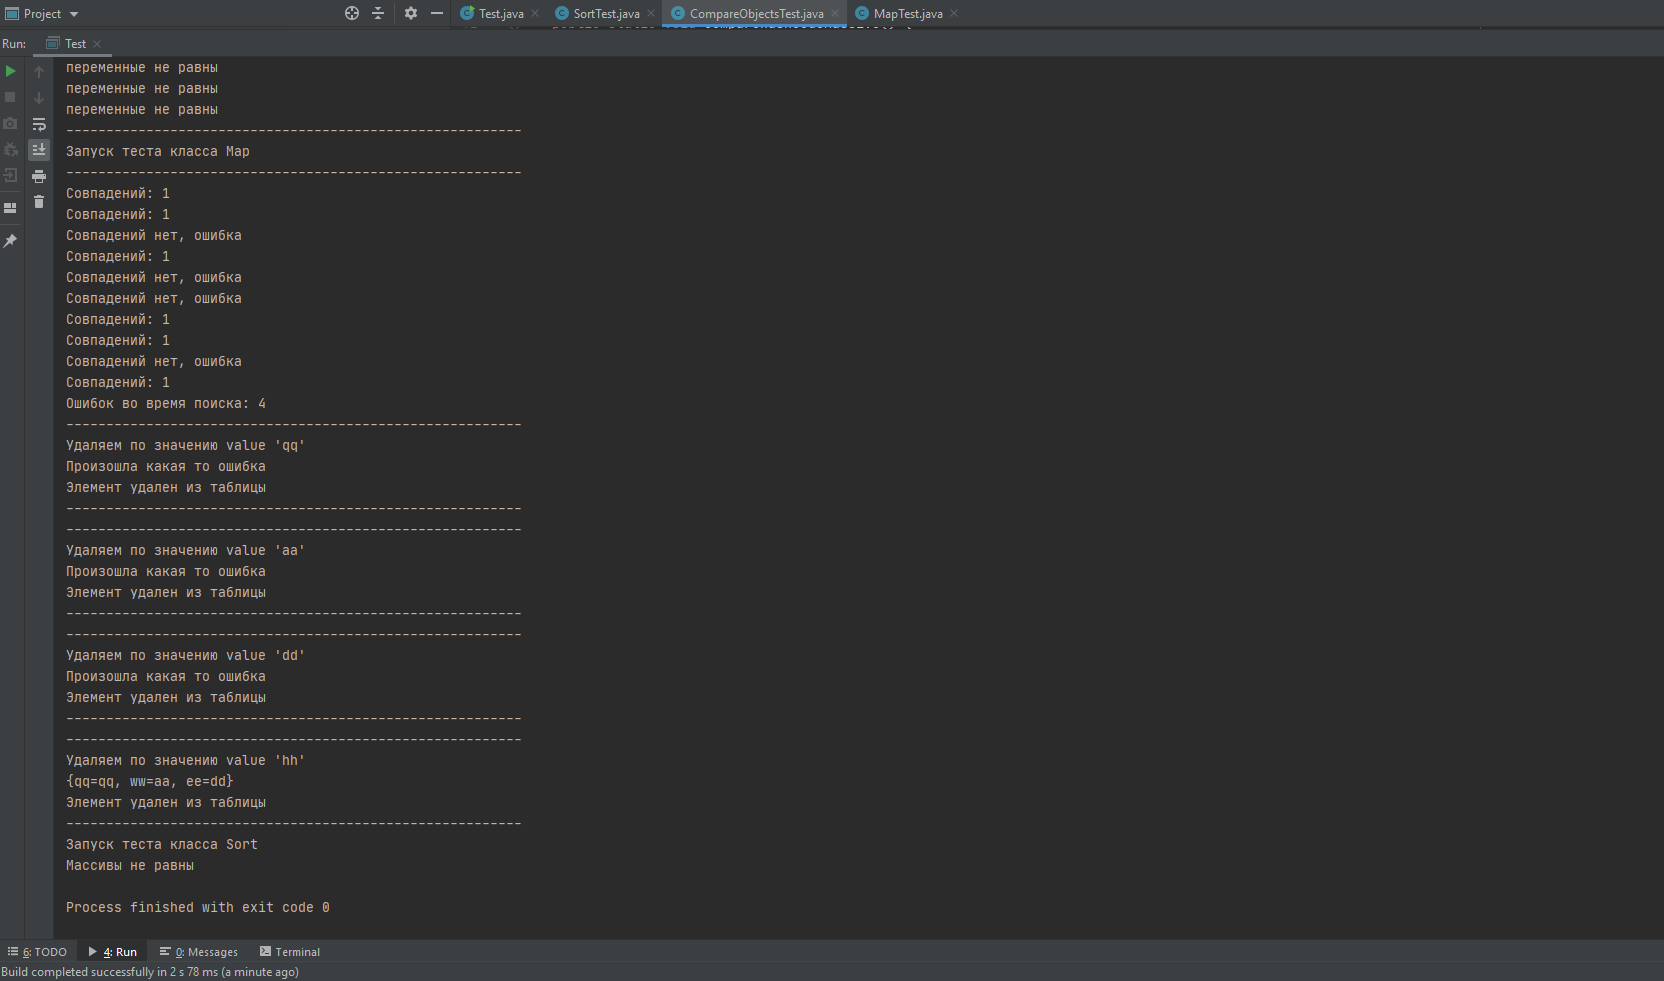 Project
Test.java
SortTest.java
CompareObjectsTest.java
MapTest.java
Run:
Test
переменные не равны
переменные не равны
переменные не равны
---------------------------------------------------------
Запуск теста класса Map
---------------------------------------------------------
Совпадений: 1
Совпадений: 1
Совпадений нет, ошибка
Совпадений: 1
Совпадений нет, ошибка
Совпадений нет, ошибка
Совпадений: 1
Совпадений: 1
Совпадений нет, ошибка
Совпадений: 1
Ошибок во время поиска: 4
---------------------------------------------------------
Удаляем по значению value 'qq'
Произошла какая то ошибка
Элемент удален из таблицы
---------------------------------------------------------
---------------------------------------------------------
Удаляем по значению value 'aa'
Произошла какая то ошибка
Элемент удален из таблицы
---------------------------------------------------------
---------------------------------------------------------
Удаляем по значению value 'dd'
Произошла какая то ошибка
Элемент удален из таблицы
---------------------------------------------------------
---------------------------------------------------------
Удаляем по значению value 'hh'
{qq=qq, ww=aa, ee=dd}
Элемент удален из таблицы
---------------------------------------------------------
Запуск теста класса Sort
Массивы не равны
Process finished with exit code 0
6: TODO
4: Run
0: Messages
Terminal
Build completed successfully in 2 s 78 ms (a minute ago)